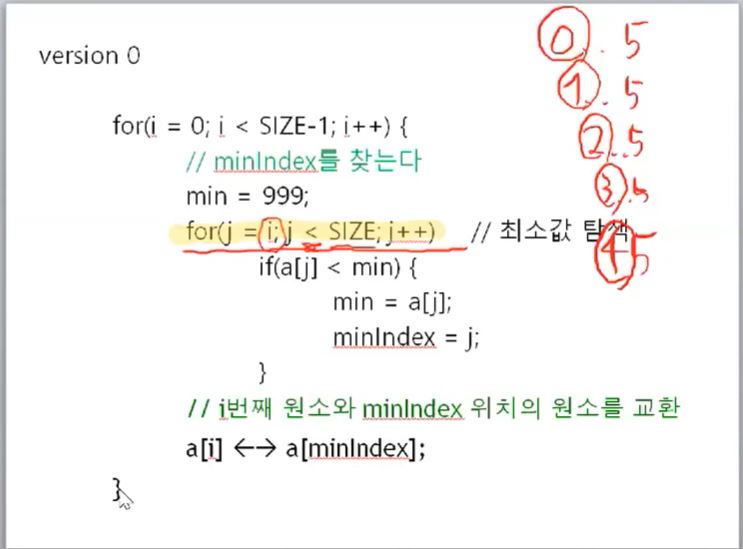 version 0
0..5
1..5
for(i = 0; i < SIZE-1; i++) {
2..5
// minIndex를 찾는다
min = 999;
3..5
for(j = i; j < SIZE; j++) // 최소값 탐색
4 5
if(a[j] < min) {
min = a[j];
minIndex = j;
}
// i번째 원소와 minIndex 위치의 원소를 교환
a[i] ↔ a[minIndex];
}